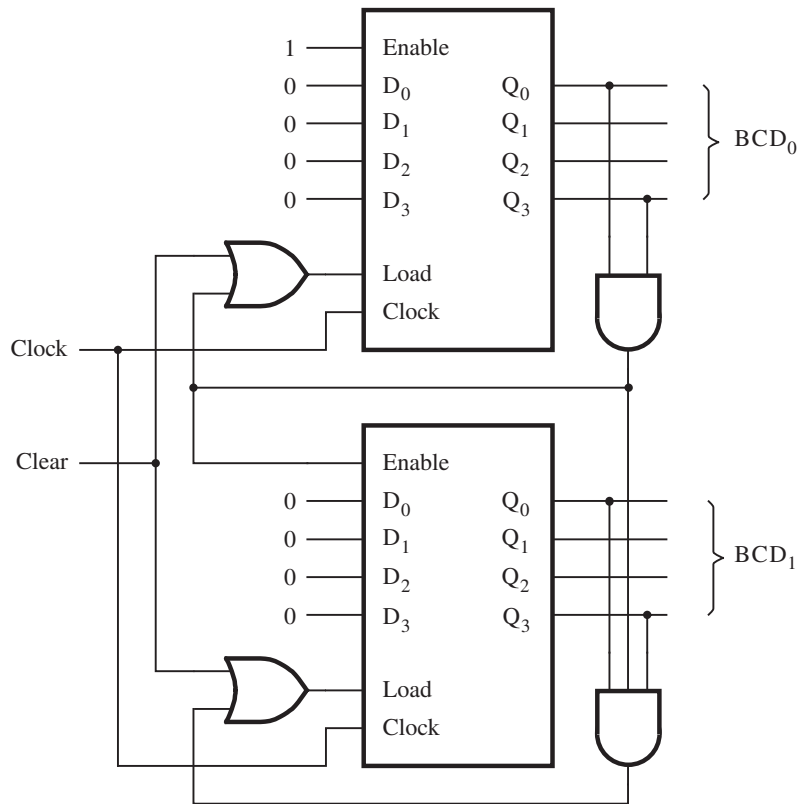 1 Enable
0 D0 Q0
0 D1 Q1
0 D2 Q2
0 D3 Q3
BCD0
Load
Clock
Clock
Clear
Enable
0 D0 Q0
0 D1 Q1
0 D2 Q2
0 D3 Q3
BCD1
Load
Clock